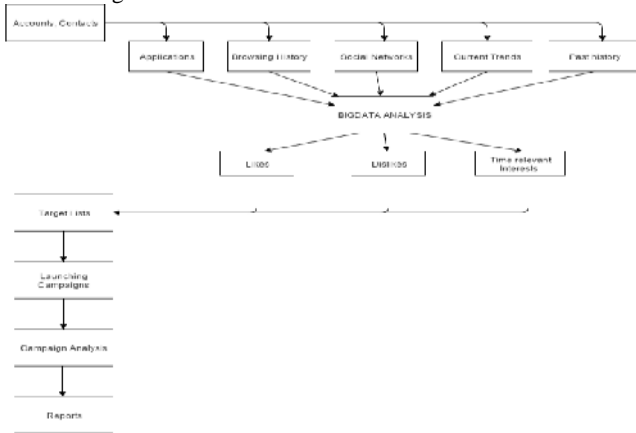 Accounts, Contacts
Applications
Browsing History
Social Networks
Current Trends
Past history
BIGDATA ANALYSIS
Likes
Dislikes
Time relevant
Interests
Target Lists
Launching
Campaigns
Campaign Analysis
Reports